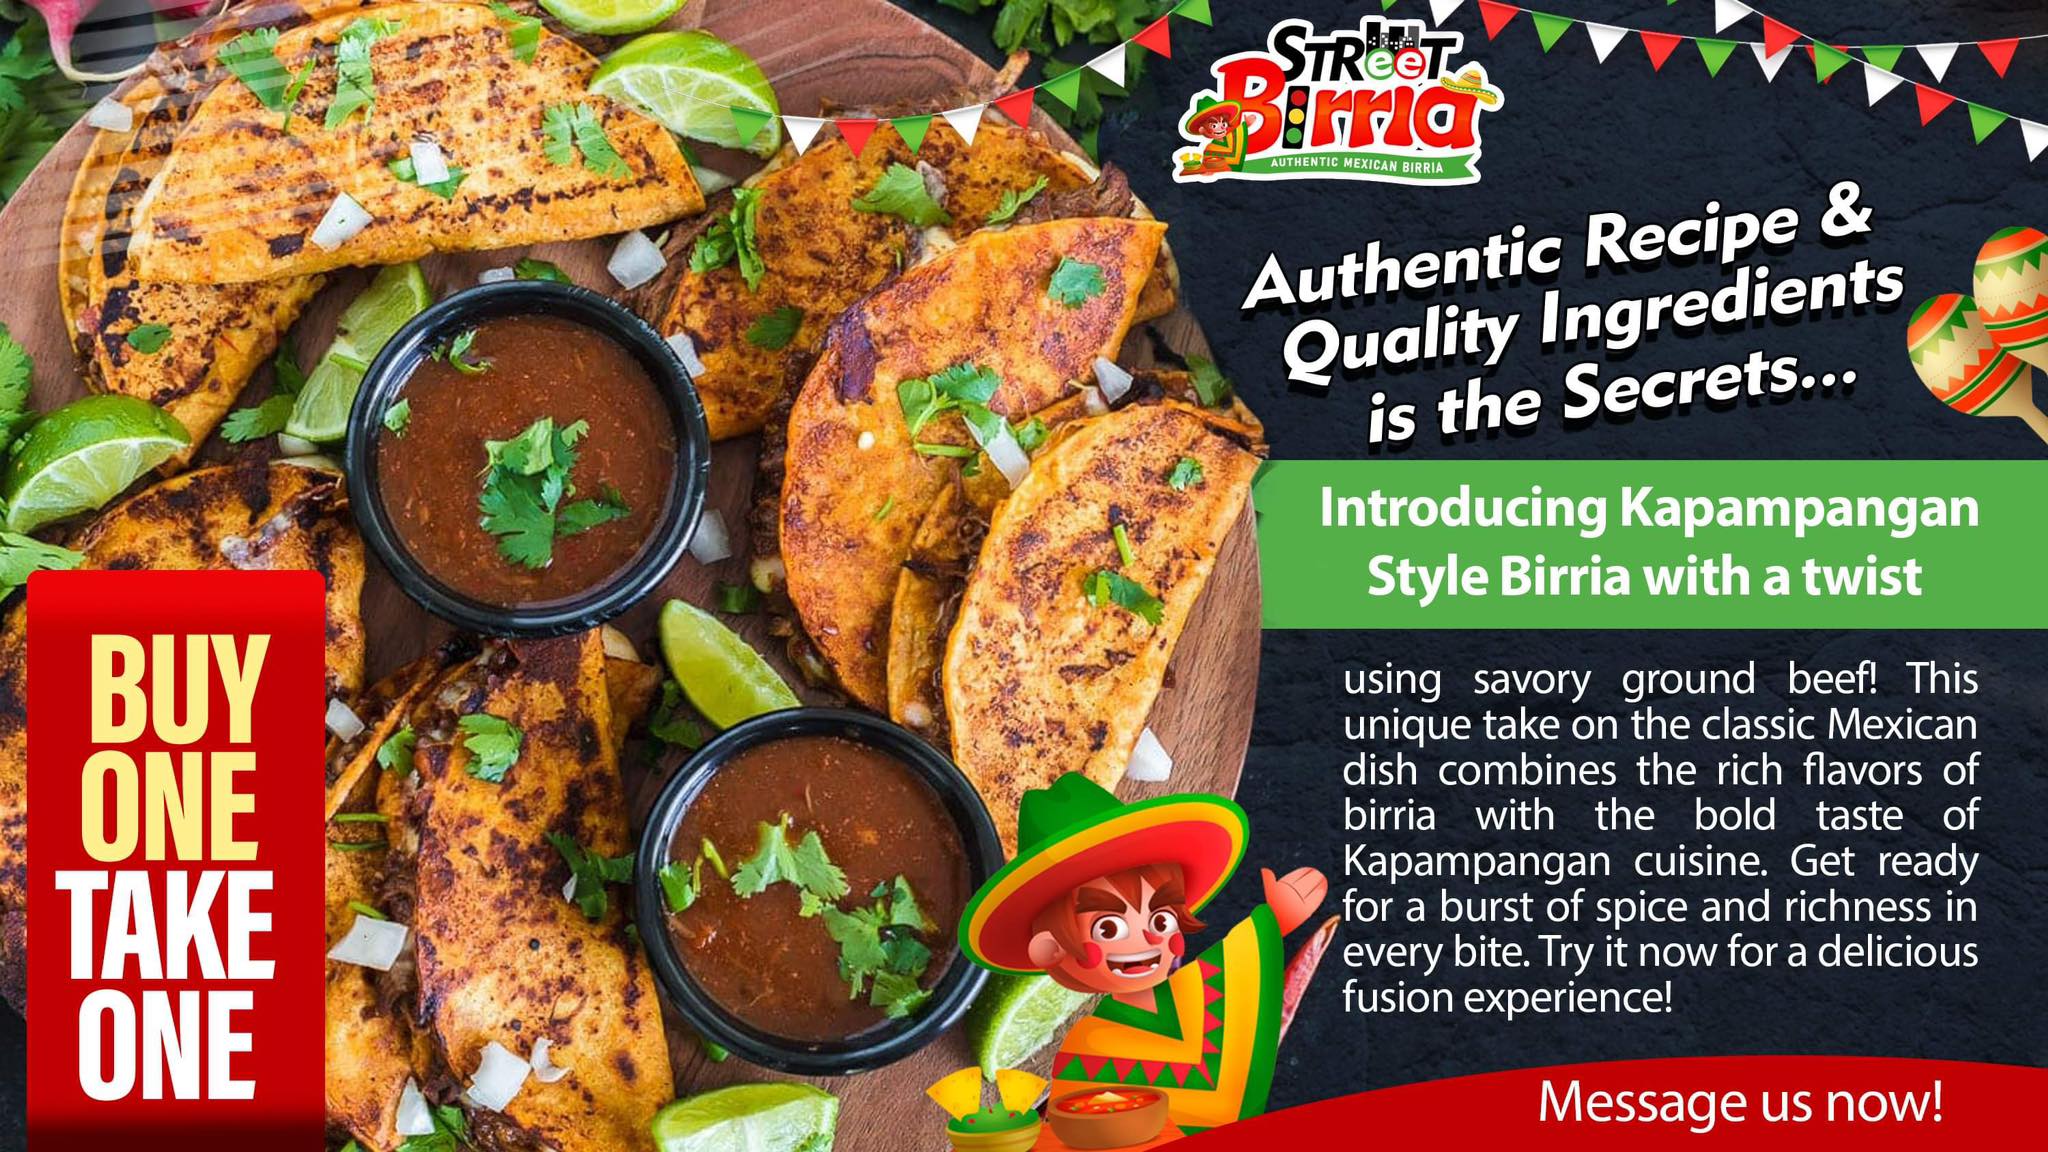 STREET
BIRRIA
AUTHENTIC MEXICAN BIRRIA
Authentic Recipe &
Quality Ingredients
is the Secrets...
Introducing Kapampangan
Style Birria with a twist
using savory ground beef! This
unique take on the classic Mexican
dish combines the rich flavors of
birria with the bold taste of
Kapampangan cuisine. Get ready
for a burst of spice and richness in
every bite. Try it now for a delicious
fusion experience!
Message us now!
BUY
ONE
TAKE
ONE